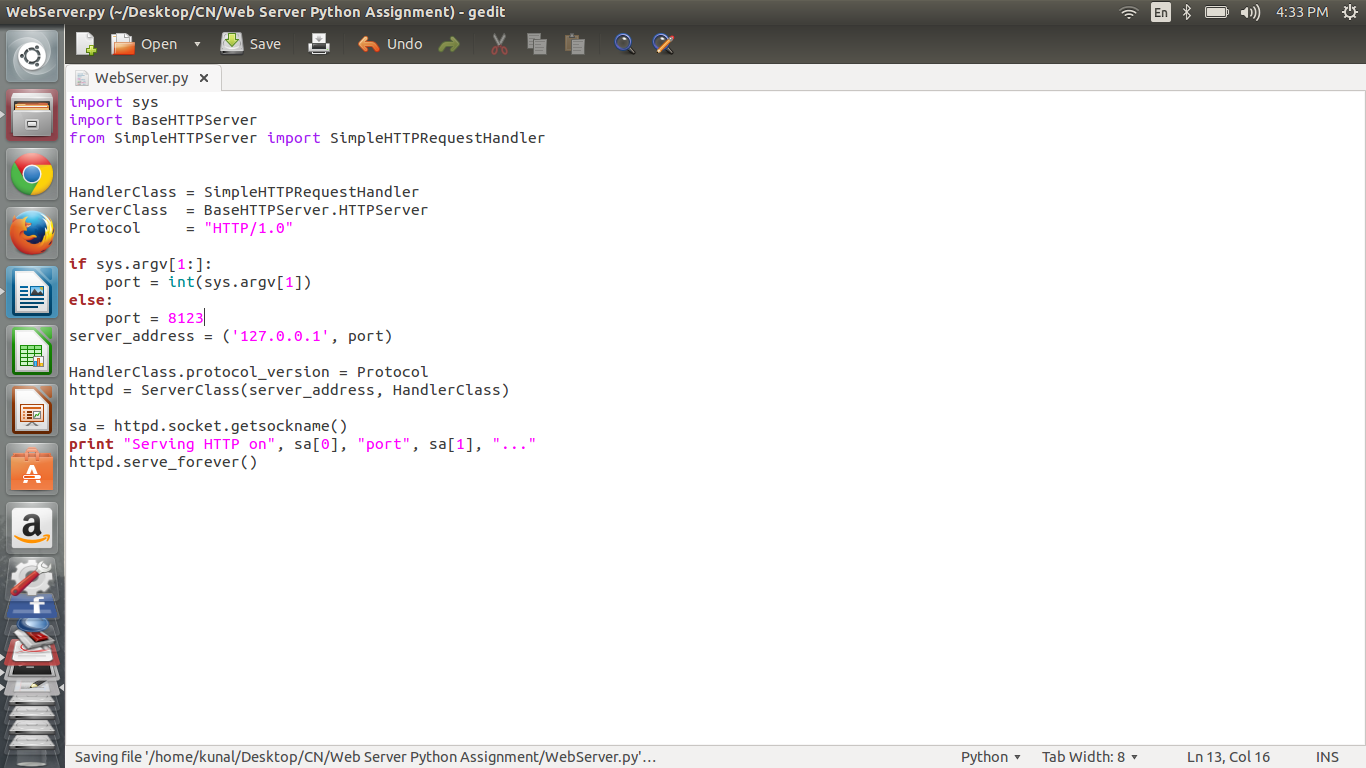 WebServer.py (~/Desktop/CN/Web Server Python Assignment) - gedit
En
4:33 PM
Open
Save
Undo
WebServer.py
import sys
import BaseHTTPServer
from SimpleHTTPServer import SimpleHTTPRequestHandler
HandlerClass = SimpleHTTPRequestHandler
ServerClass  = BaseHTTPServer.HTTPServer
Protocol     = "HTTP/1.0"
if sys.argv[1:]:
    port = int(sys.argv[1])
else:
    port = 8123
server_address = ('127.0.0.1', port)
HandlerClass.protocol_version = Protocol
httpd = ServerClass(server_address, HandlerClass)
sa = httpd.socket.getsockname()
print "Serving HTTP on", sa[0], "port", sa[1], "..."
httpd.serve_forever()
a
f
Saving file '/home/kunal/Desktop/CN/Web Server Python Assignment/WebServer.py'…
Python
Tab Width: 8
Ln 13, Col 16
INS